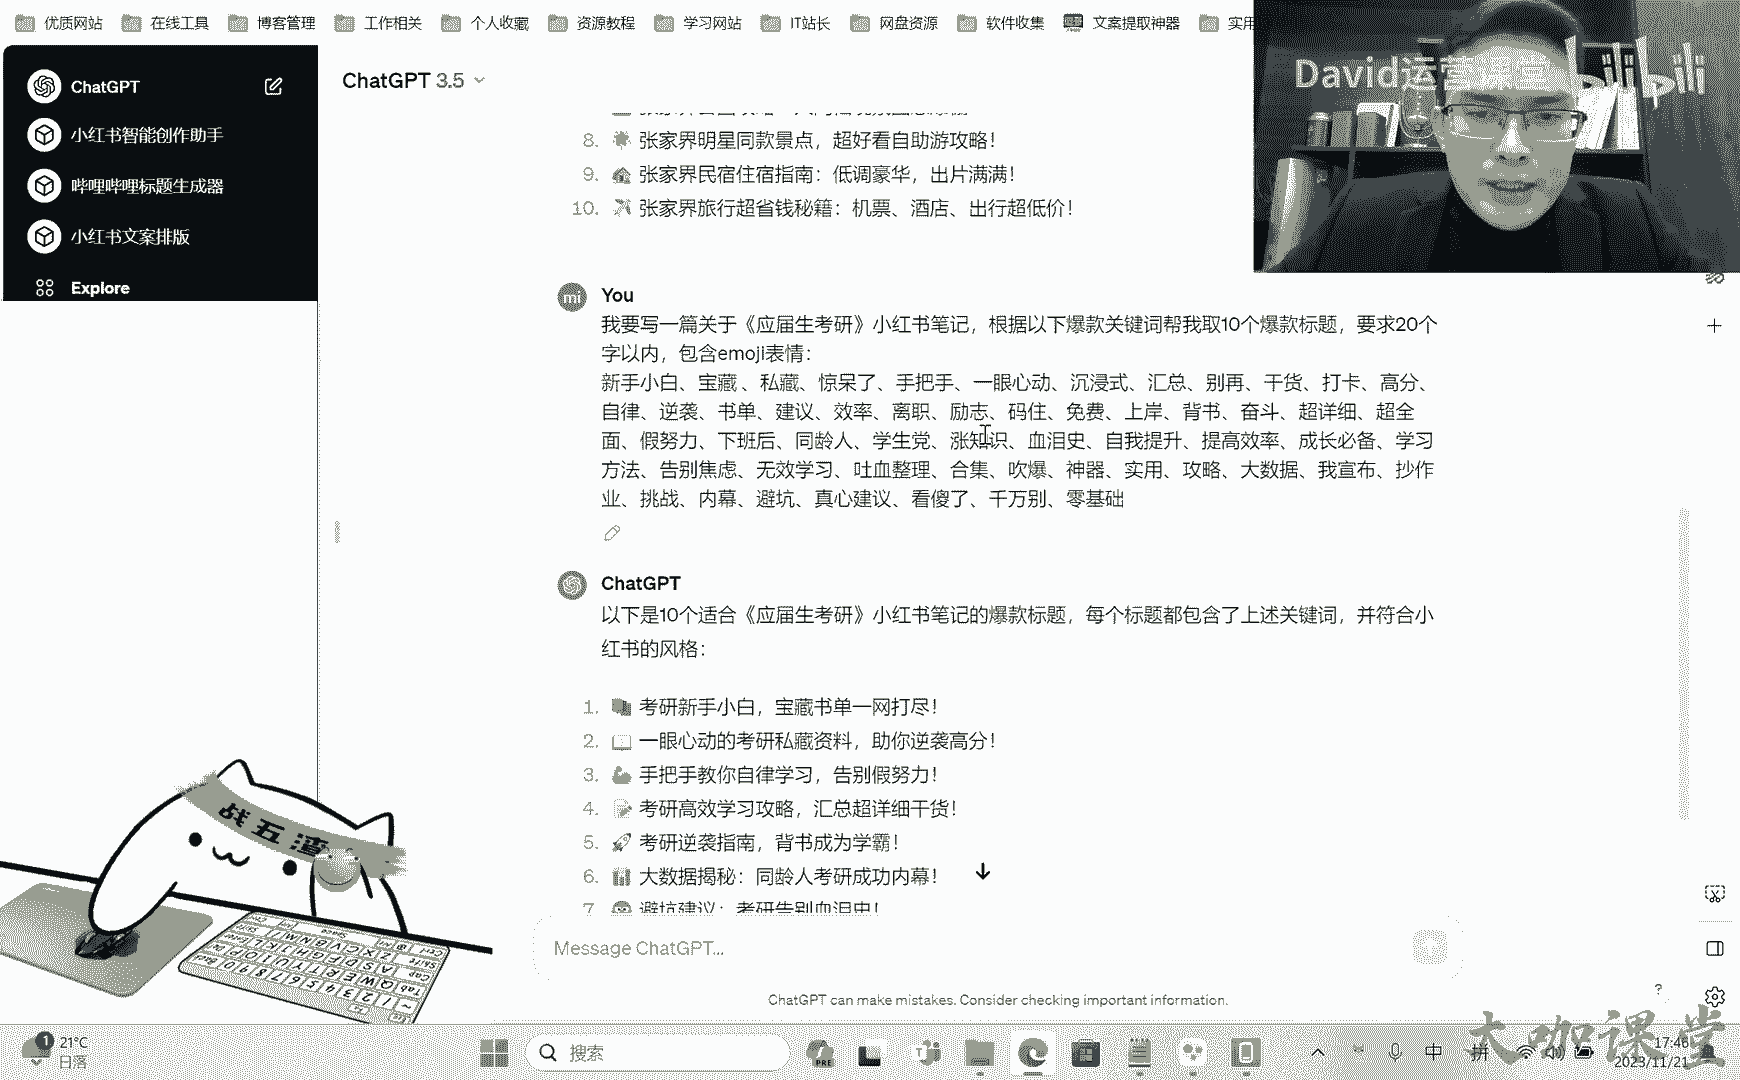 优质网站 在线工具 博客管理 工作相关 个人收藏 资源教程 学习网站 IT站长 网盘资源 软件收集 文案提取神器 实用
David运营课堂 bilibili
ChatGPT
小红书智能创作助手
哔哩哔哩标题生成器
小红书文案排版
Explore
ChatGPT 3.5
8. 张家界明星同款景点，超好看自助游攻略！
9. 张家界民宿住宿指南：低调豪华，出片满满！
10. 张家界旅行超省钱秘籍：机票、酒店、出行超低价！
mi You
我要写一篇关于《应届生考研》小红书笔记，根据以下爆款关键词帮我取10个爆款标题，要求20个
字以内，包含emoji表情：
新手小白、宝藏 、私藏、惊呆了、手把手、一眼心动、沉浸式、汇总、别再、干货、打卡、高分、
自律、逆袭、书单、建议、效率、离职、励志、码住、免费、上岸、背书、奋斗、超详细、超全
面、假努力、下班后、同龄人、学生党、涨知识、血泪史、自我提升、提高效率、成长必备、学习
方法、告别焦虑、无效学习、吐血整理、合集、吹爆、神器、实用、攻略、大数据、我宣布、抄作
业、挑战、内幕、避坑、真心建议、看傻了、千万别、零基础
ChatGPT
以下是10个适合《应届生考研》小红书笔记的爆款标题，每个标题都包含了上述关键词，并符合小
红书的风格：
1. 考研新手小白，宝藏书单一网打尽！
2. 一眼心动的考研私藏资料，助你逆袭高分！
3. 手把手教你自律学习，告别假努力！
4. 考研高效学习攻略，汇总超详细干货！
5. 考研逆袭指南，背书成为学霸！
6. 大数据揭秘：同龄人考研成功内幕！
7. 避坑建议：考研告别血泪史！
战五渣
Message ChatGPT...
ChatGPT can make mistakes. Consider checking important information.
?
大咖课堂
1 21°C
日落
搜索
PRE
中 拼
17:46
2023/11/21